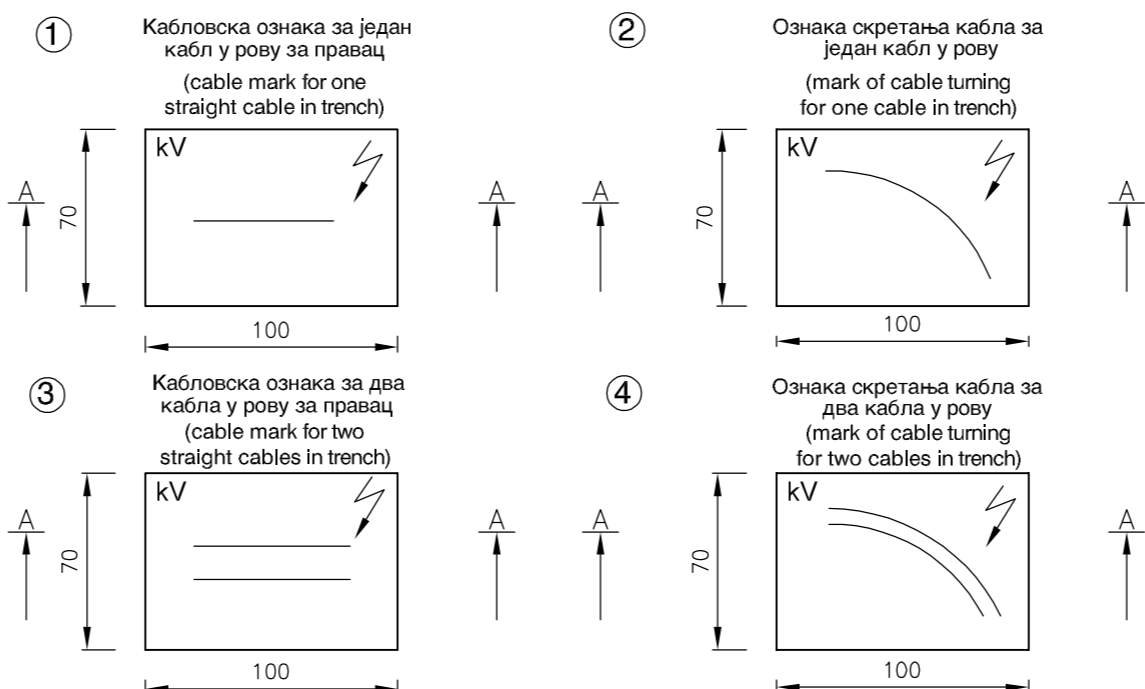 1
Кабловска ознака за један
кабл у рову за правац
(cable mark for one
straight cable in trench)
kV
A
A
70
100
2
Ознака скретања кабла за
један кабл у рову
(mark of cable turning
for one cable in trench)
kV
A
A
70
100
3
Кабловска ознака за два
кабла у рову за правац
(cable mark for two
straight cables in trench)
kV
A
A
70
100
4
Ознака скретања кабла за
два кабла у рову
(mark of cable turning
for two cables in trench)
kV
A
A
70
100